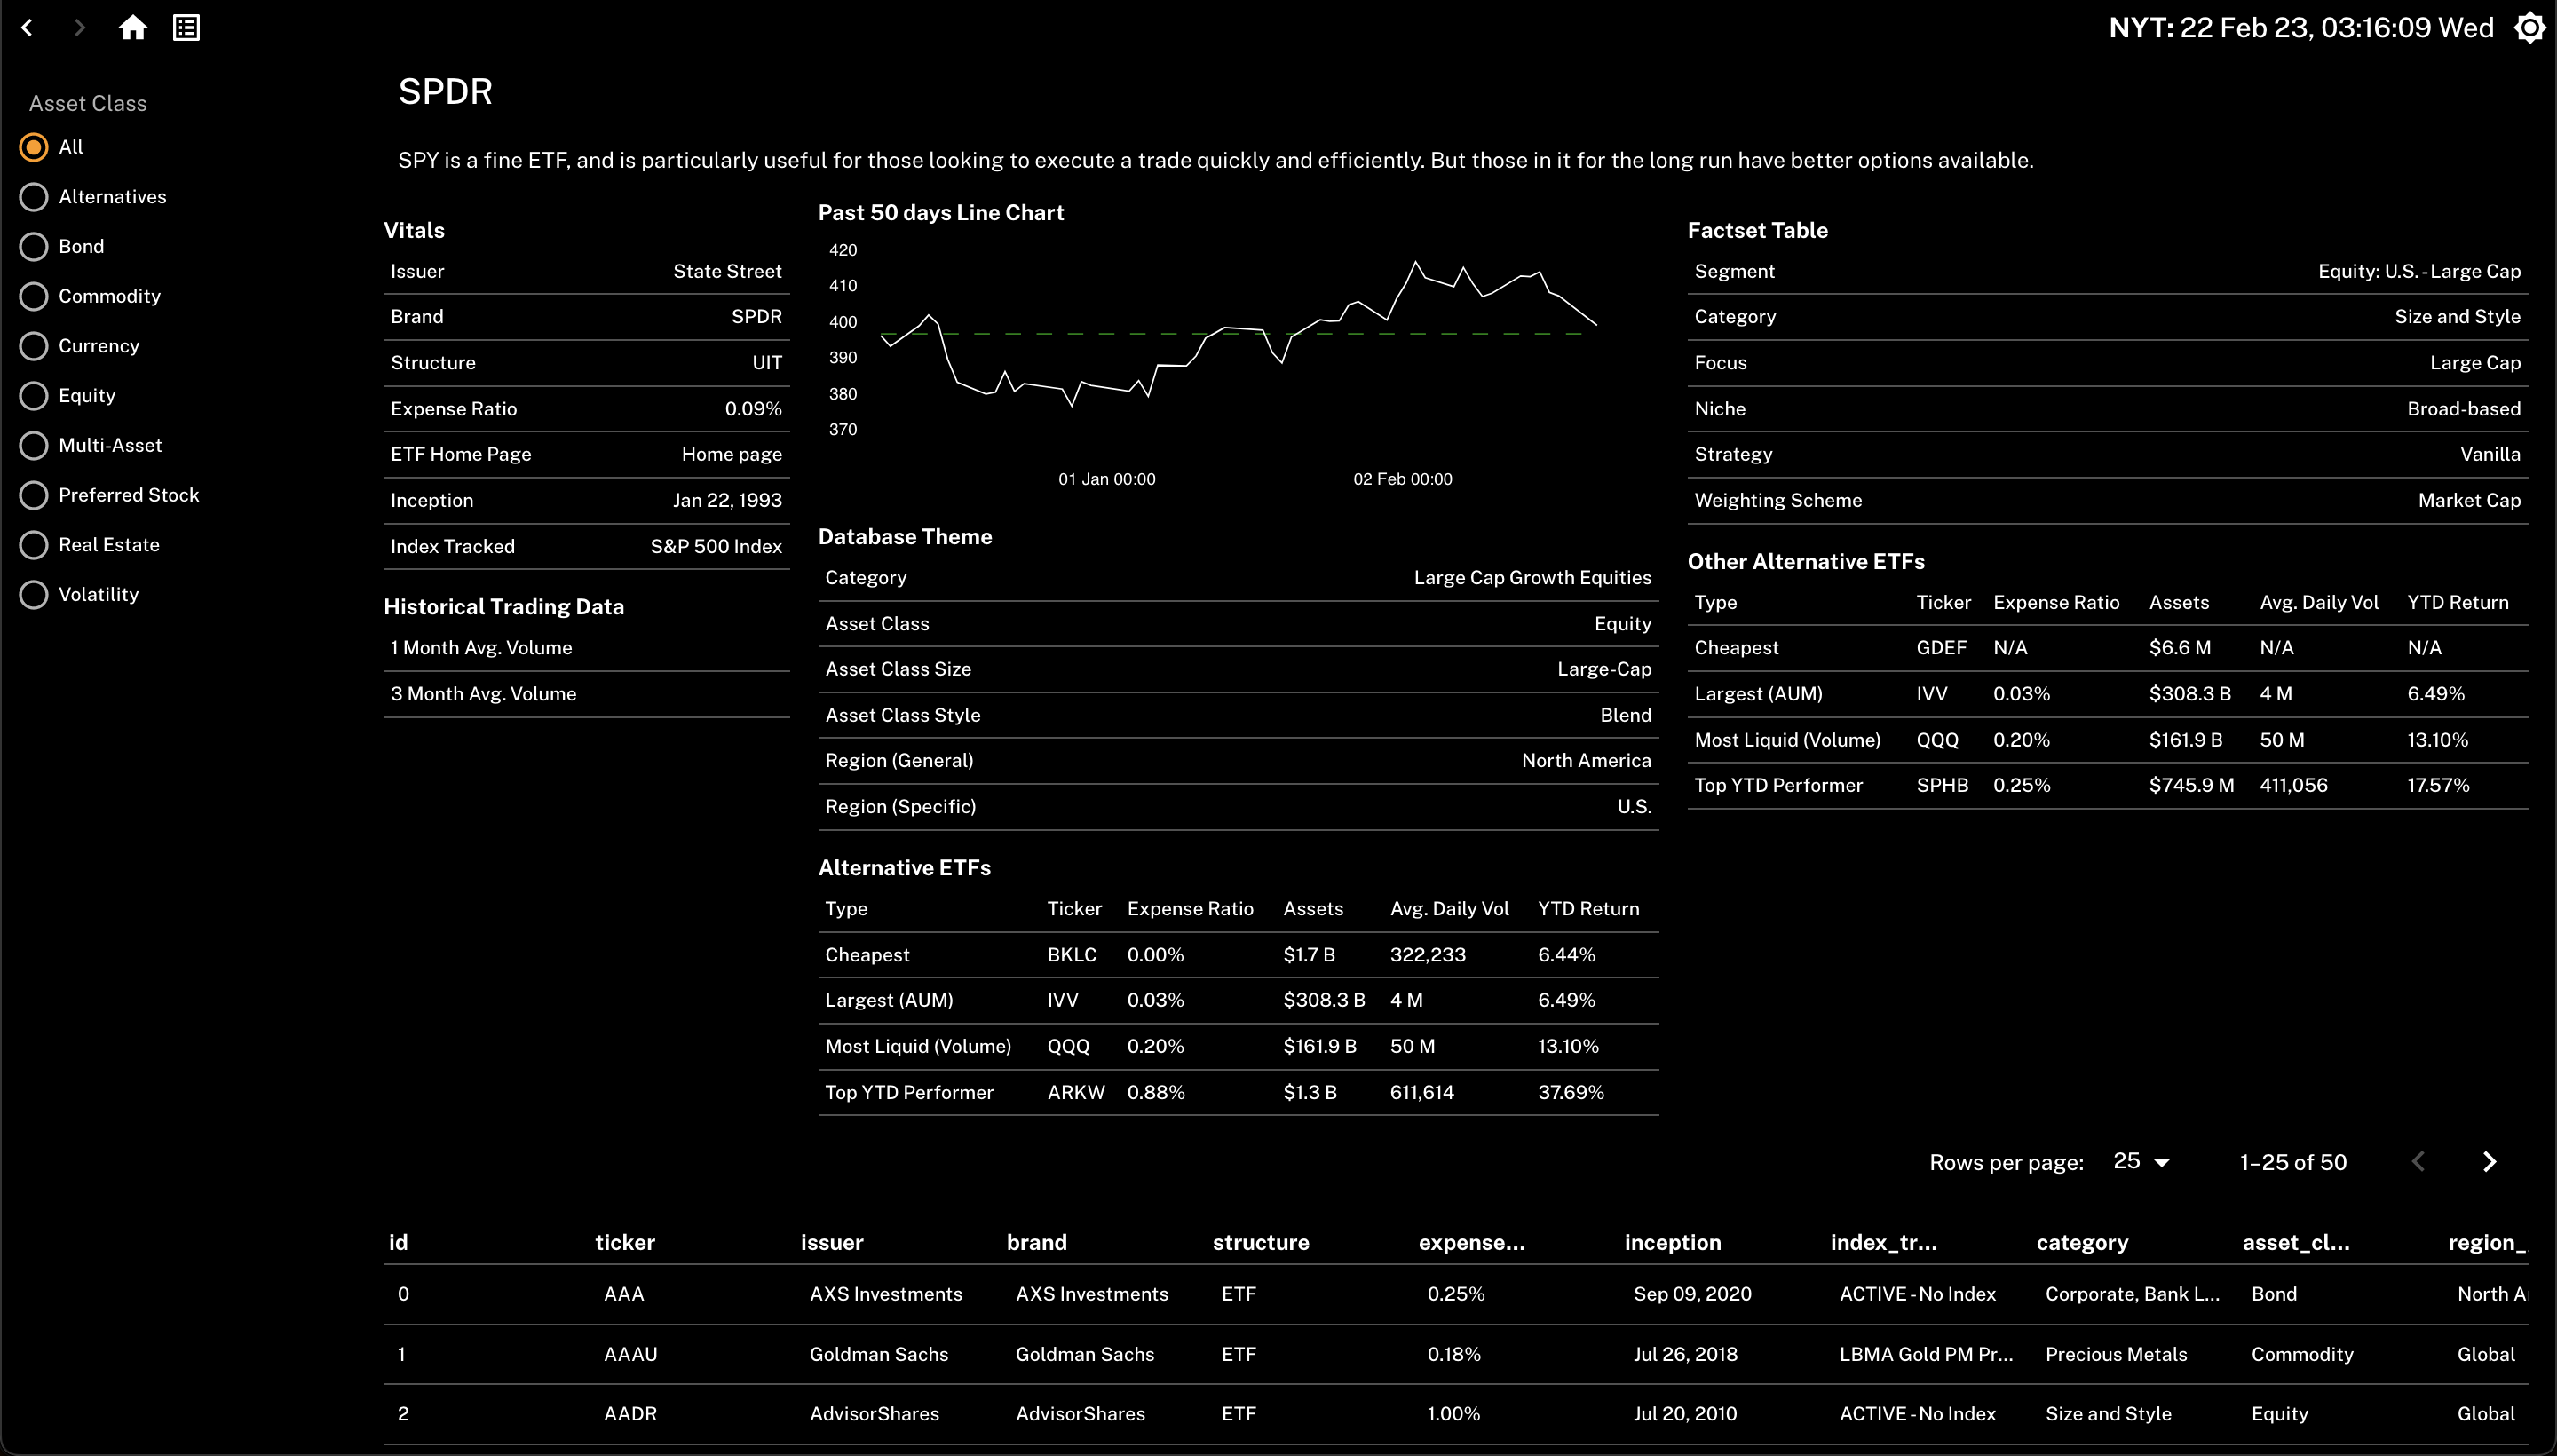 NYT: 22 Feb 23, 03:16:09 Wed
Asset Class
All
Alternatives
Bond
Commodity
Currency
Equity
Multi-Asset
Preferred Stock
Real Estate
Volatility
SPDR
SPY is a fine ETF, and is particularly useful for those looking to execute a trade quickly and efficiently. But those in it for the long run have better options available.
Vitals
Issuer State Street
Brand SPDR
Structure UIT
Expense Ratio 0.09%
ETF Home Page Home page
Inception Jan 22, 1993
Index Tracked S&P 500 Index
Historical Trading Data
1 Month Avg. Volume
3 Month Avg. Volume
Past 50 days Line Chart
420
410
400
390
380
370
01 Jan 00:00 02 Feb 00:00
Database Theme
Category Large Cap Growth Equities
Asset Class Equity
Asset Class Size Large-Cap
Asset Class Style Blend
Region (General) North America
Region (Specific) U.S.
Alternative ETFs
Type Ticker Expense Ratio Assets Avg. Daily Vol YTD Return
Cheapest BKLC 0.00% $1.7 B 322,233 6.44%
Largest (AUM) IVV 0.03% $308.3 B 4 M 6.49%
Most Liquid (Volume) QQQ 0.20% $161.9 B 50 M 13.10%
Top YTD Performer ARKW 0.88% $1.3 B 611,614 37.69%
Factset Table
Segment Equity: U.S. - Large Cap
Category Size and Style
Focus Large Cap
Niche Broad-based
Strategy Vanilla
Weighting Scheme Market Cap
Other Alternative ETFs
Type Ticker Expense Ratio Assets Avg. Daily Vol YTD Return
Cheapest GDEF N/A $6.6 M N/A N/A
Largest (AUM) IVV 0.03% $308.3 B 4 M 6.49%
Most Liquid (Volume) QQQ 0.20% $161.9 B 50 M 13.10%
Top YTD Performer SPHB 0.25% $745.9 M 411,056 17.57%
Rows per page: 25 1–25 of 50
id ticker issuer brand structure expense... inception index_tr... category asset_cl... region_
0 AAA AXS Investments AXS Investments ETF 0.25% Sep 09, 2020 ACTIVE - No Index Corporate, Bank L... Bond North A
1 AAAU Goldman Sachs Goldman Sachs ETF 0.18% Jul 26, 2018 LBMA Gold PM Pr... Precious Metals Commodity Global
2 AADR AdvisorShares AdvisorShares ETF 1.00% Jul 20, 2010 ACTIVE - No Index Size and Style Equity Global